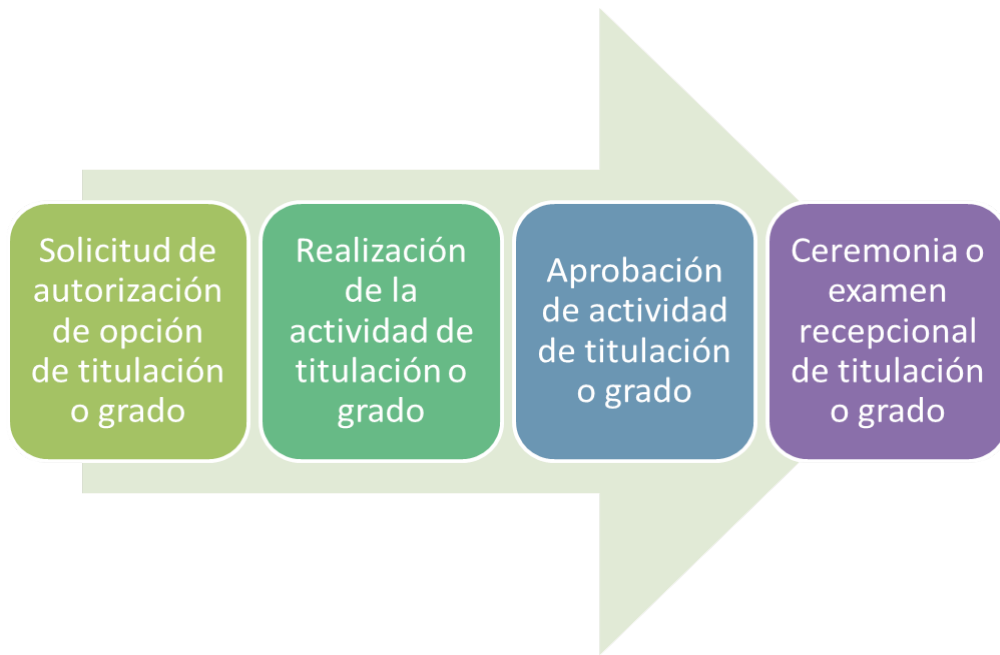 Solicitud de
autorización
de opción
de titulación
o grado
Realización
de la
actividad de
titulación o
grado
Aprobación
de actividad
de titulación
o grado
Ceremonia o
examen
recepcional
de titulación
o grado